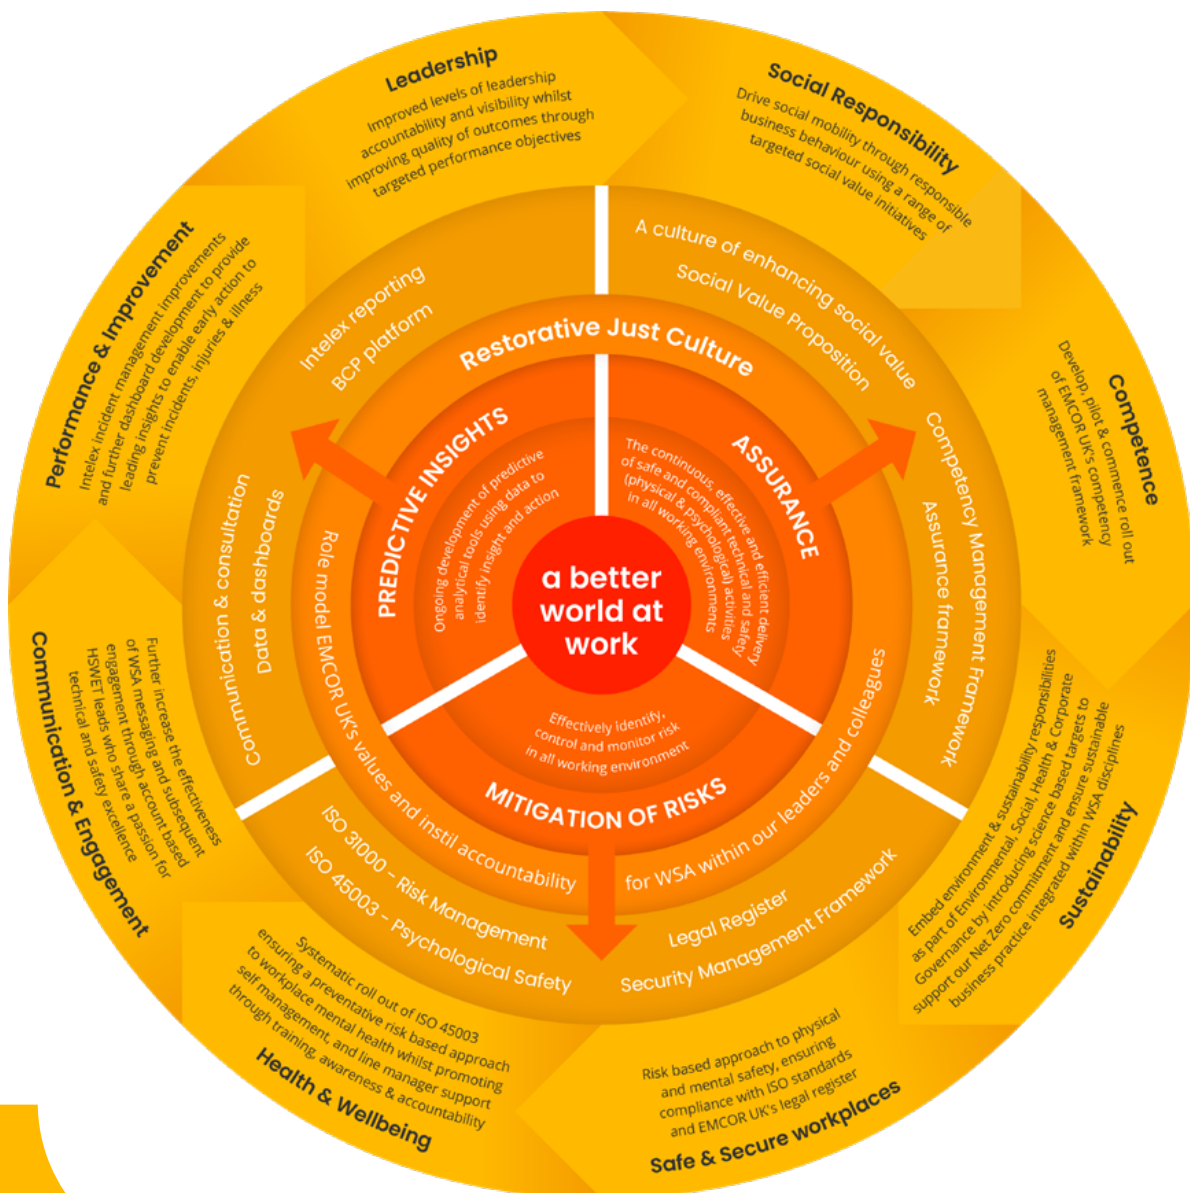 Leadership
Improved levels of leadership
accountability and visibility whilst
improving quality of outcomes through
targeted performance objectives
Social Responsibility
Drive social mobility through responsible
business behaviour using a range of
targeted social value initiatives
Competence
Develop, pilot & commence roll out
of EMCOR UK's competency
management framework
Sustainability
Embed environment & sustainability responsibilities
as part of Environmental, Social, Health & Corporate
Governance by introducing science based targets to
support our Net Zero commitment and ensure sustainable
business practice integrated within WSA disciplines
Safe & Secure workplaces
Risk based approach to physical
and mental safety, ensuring
compliance with ISO standards
and EMCOR UK's legal register
Health & Wellbeing
Systematic roll out of ISO 45003
ensuring a preventative risk based approach
to workplace mental health whilst promoting
self management, and line manager support
through training, awareness & accountability
Communication & Engagement
Further increase the effectiveness
of WSA messaging and subsequent
engagement through account based
HSWET leads who share a passion for
technical and safety excellence
Performance & Improvement
Intelex incident management improvements
and further dashboard development to provide
leading insights to enable early action to
prevent incidents, injuries & illness
Intelex reporting
BCP platform
A culture of enhancing social value
Social Value Proposition
Competency Management Framework
Assurance framework
Security Management Framework
Legal Register
ISO 31000 - Risk Management
ISO 45003 - Psychological Safety
Communication & consultation
Data & dashboards
Restorative Just Culture
Role model EMCOR UK's values and instil accountability
for WSA within our leaders and colleagues
PREDICTIVE INSIGHTS
Ongoing development of predictive
analytical tools using data to
identify insight and action
ASSURANCE
The continuous, effective and efficient delivery
of safe and compliant technical and safety
(physical & psychological) activities
In all working environments
MITIGATION OF RISKS
Effectively identify,
control and monitor risk
in all working environment
a better
world at
work